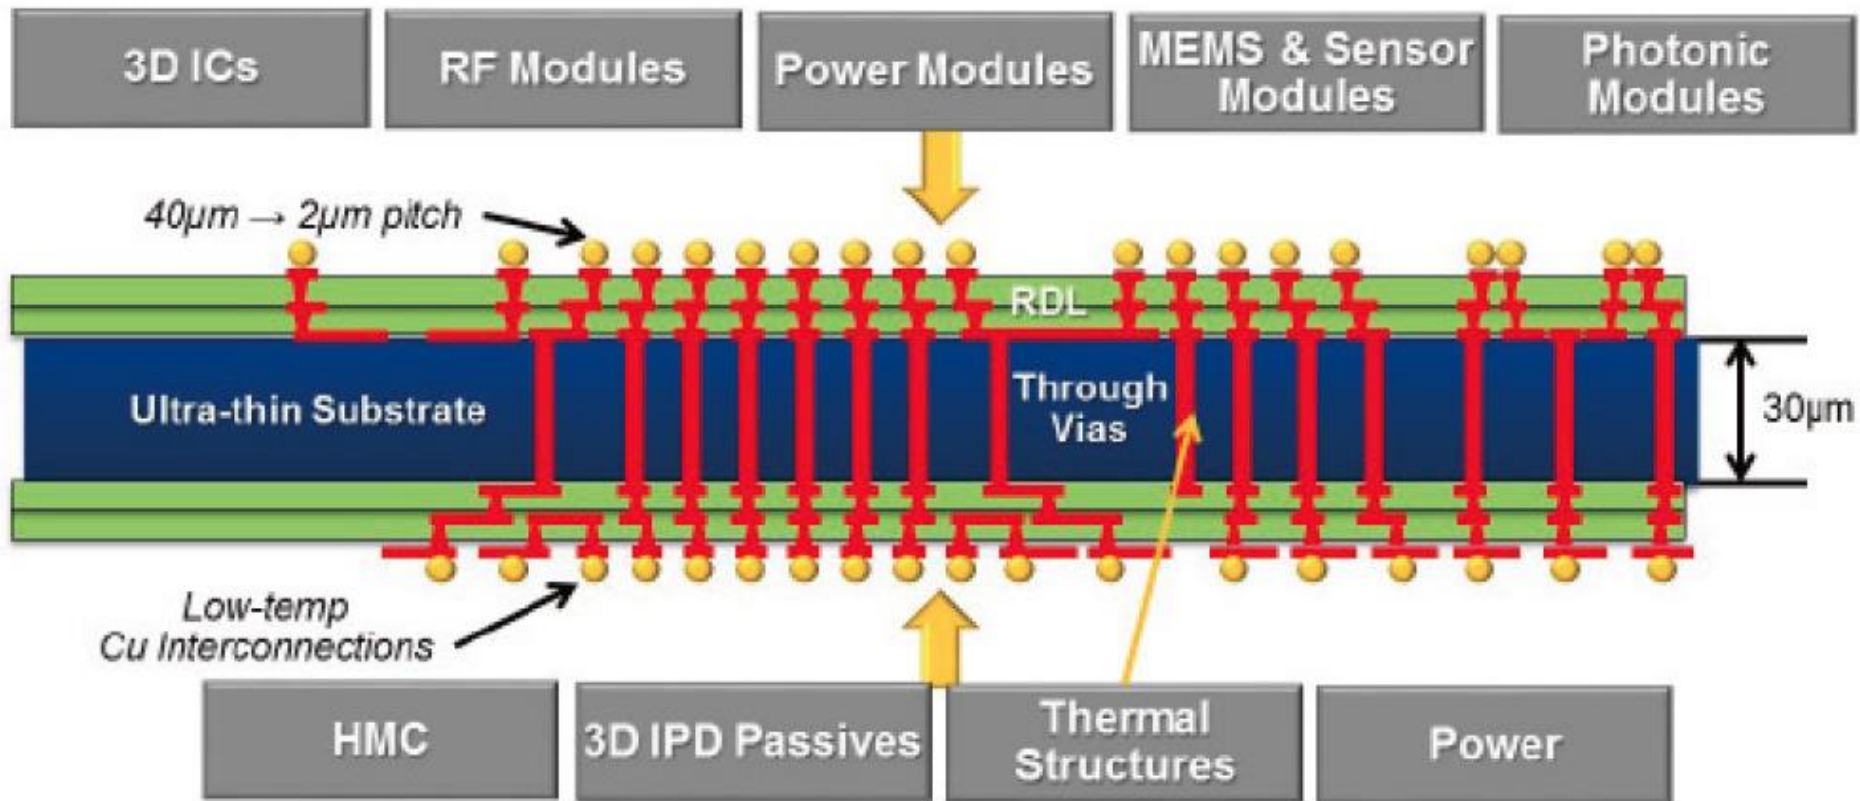 3D ICs
RF Modules
Power Modules
MEMS & Sensor
Modules
Photonic
Modules
40µm → 2µm pitch
RDL
Ultra-thin Substrate
Through
Vias
30µm
Low-temp
Cu Interconnections
HMC
3D IPD Passives
Thermal
Structures
Power